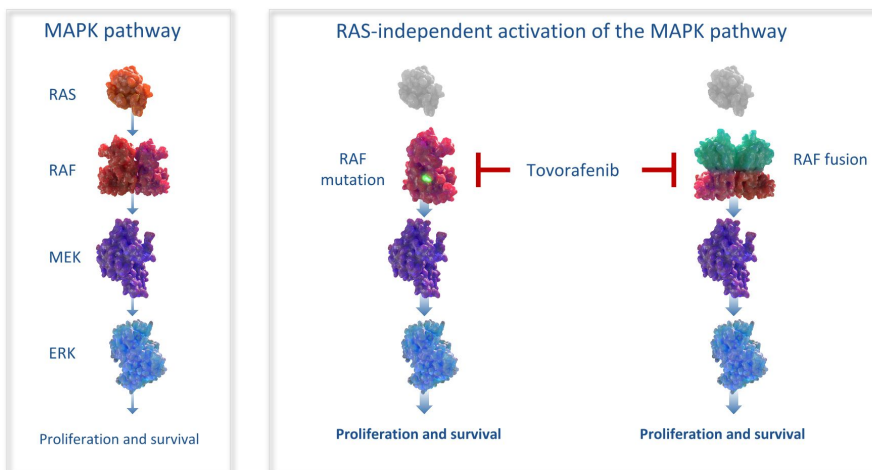 MAPK pathway
RAS
RAF
MEK
ERK
Proliferation and survival
RAS-independent activation of the MAPK pathway
RAF
mutation
Tovorafenib
RAF fusion
Proliferation and survival
Proliferation and survival